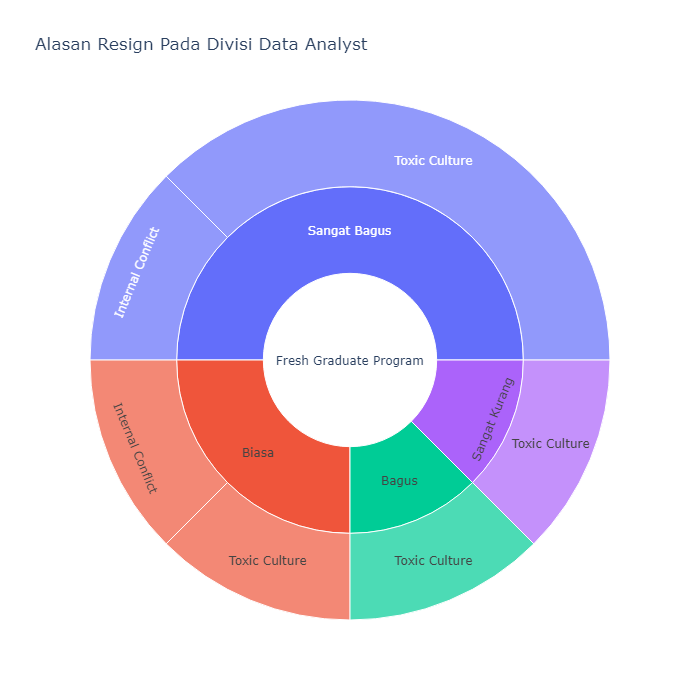 Alasan Resign Pada Divisi Data Analyst
Toxic Culture
Sangat Bagus
Internal Conflict
Fresh Graduate Program
Sangat Kurang
Internal Conflict
Toxic Culture
Biasa
Bagus
Toxic Culture
Toxic Culture